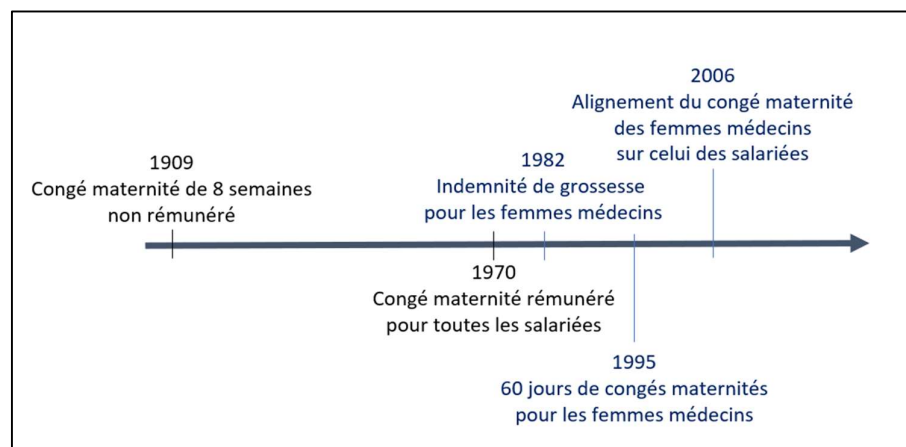 1909
Congé maternité de 8 semaines
non rémunéré
1970
Congé maternité rémunéré
pour toutes les salariées
1982
Indemnité de grossesse
pour les femmes médecins
1995
60 jours de congés maternités
pour les femmes médecins
2006
Alignement du congé maternité
des femmes médecins
sur celui des salariées